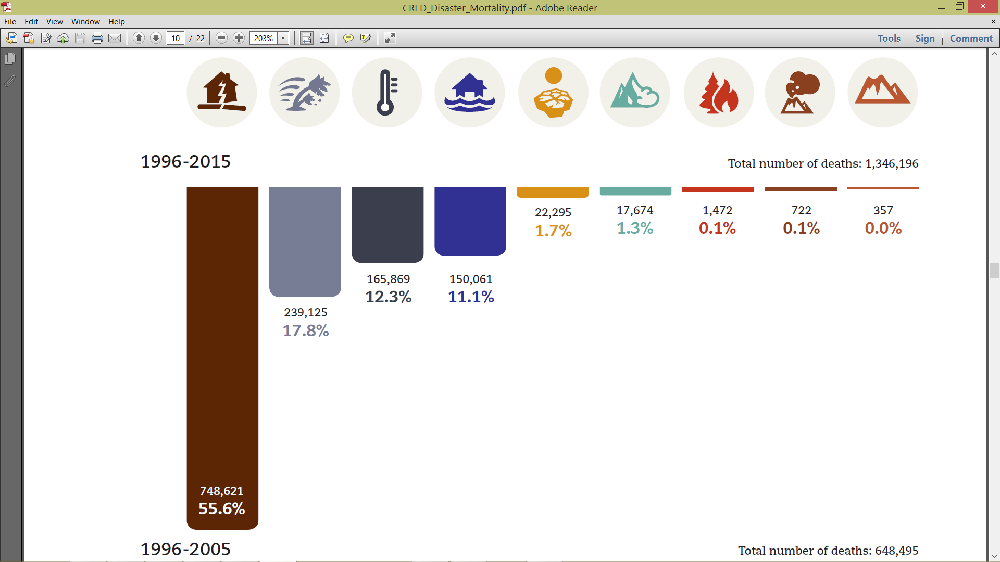 CRED_Disaster_Mortality.pdf - Adobe Reader
File Edit View Window Help
10 / 22 203% Tools Sign Comment
1996-2015 Total number of deaths: 1,346,196
22,295 17,674 1,472 722 357
1.7% 1.3% 0.1% 0.1% 0.0%
165,869 150,061
12.3% 11.1%
239,125
17.8%
748,621
55.6%
1996-2005 Total number of deaths: 648,495